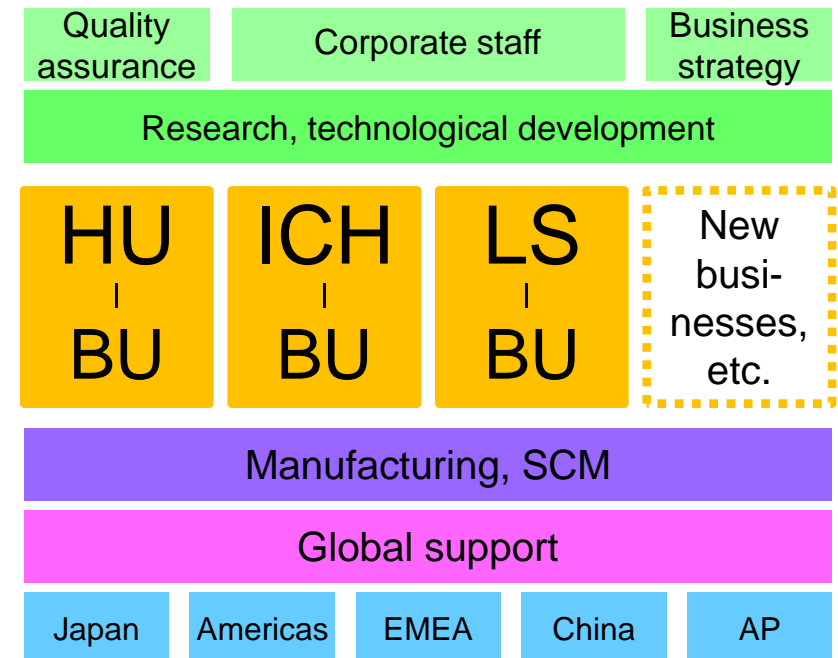 Quality
assurance
Corporate staff
Business
strategy
Research, technological development
HU
|
BU
ICH
|
BU
LS
|
BU
New
busi-
nesses,
etc.
Manufacturing, SCM
Global support
Japan
Americas
EMEA
China
AP